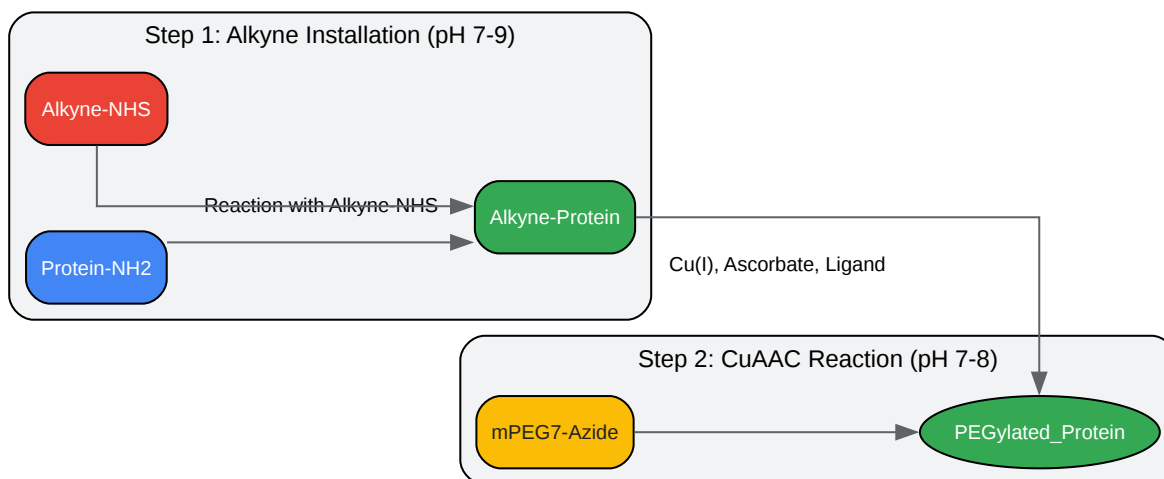 Step 1: Alkyne Installation (pH 7-9)
Alkyne-NHS
Reaction with Alkyne-NHS
Alkyne-Protein
Protein-NH2
Cu(I), Ascorbate, Ligand
Step 2: CuAAC Reaction (pH 7-8)
mPEG7-Azide
PEGylated_Protein